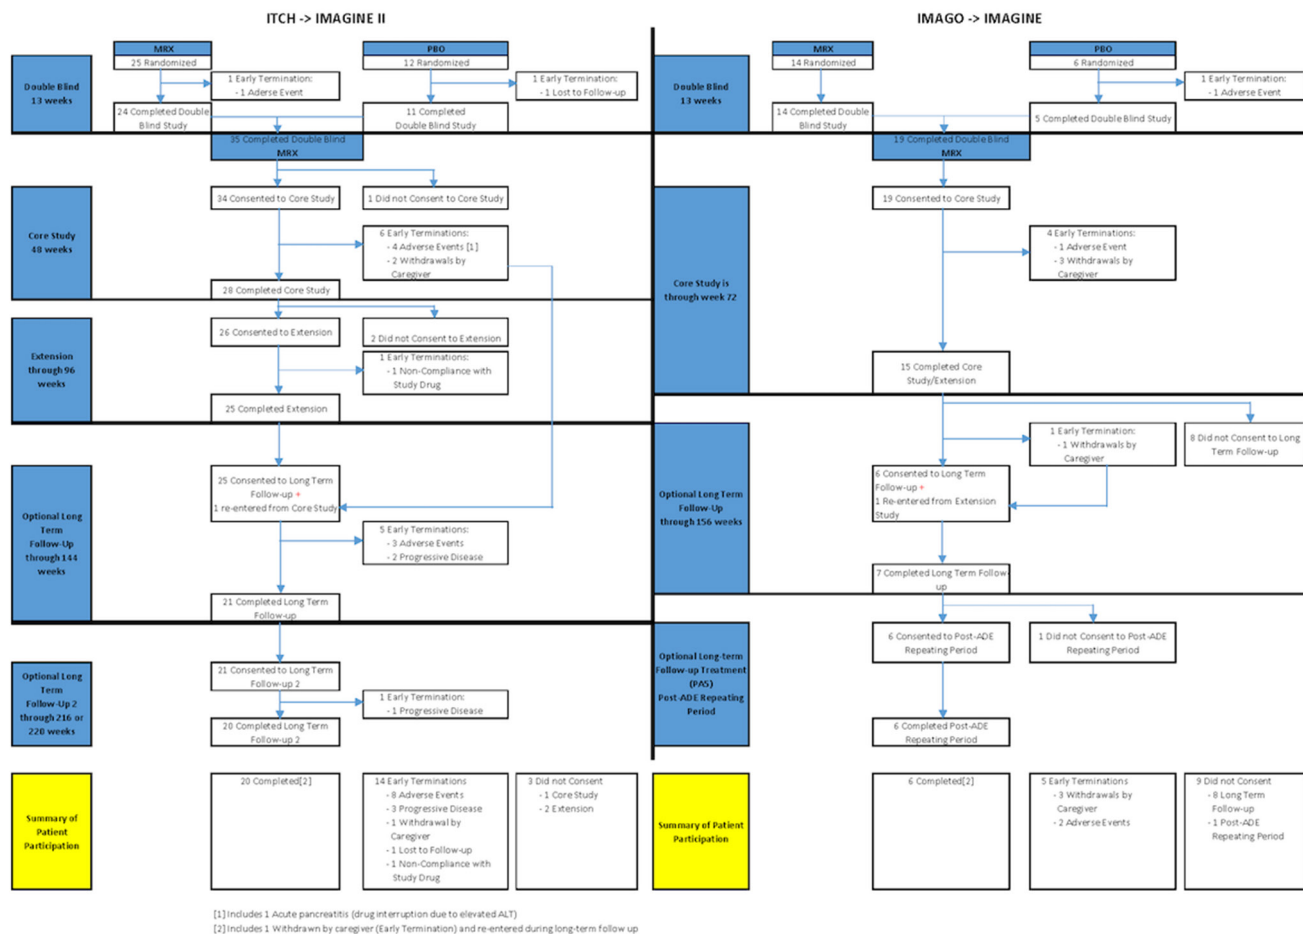 ITCH -> IMAGINE II
IMAGO -> IMAGINE
MRX
25 Randomized
PBO
12 Randomized
MRX
14 Randomized
PBO
6 Randomized
Double Blind
13 weeks
1 Early Termination:
- 1 Aderse Event
1 Early Termination:
- 1 Lost to Follow-up
Double Blind
13 weeks
1 Early Termination:
- 1 Adverse Event
24 Completed Double
Blind Study
11 Completed
Double Blind Study
14 Completed Double
Blind Study
5 Completed Double Blind Study
35 Completed Double Blind
MRX
19 Completed Double Blind
MRX
Core Study
48 weeks
34 Consented to Core Study
1 Did not Consent to Core Study
6 Early Terminations:
- 4 Adverse Events [1]
- 2 Withdrawals by
Caregiver
28 Completed Core Study
Core Study is
through week 72
19 Consented to Core Study
4 Early Terminations:
- 1 Adverse Event
- 3 Withdrawals by
Caregiver
15 Completed Core
Study/Extension
Extension
through 96
weeks
26 Consented to Extension
2 Did not Consent to Extension
1 Early Terminations:
- 1 Non-Compliance with
Study Drug
25 Completed Extension
Optional Long
Term
Follow-Up
through 144
weeks
25 Consented to Long Term
Follow-up +
1 re-entered from Core Study
5 Early Terminations:
- 3 Adverse Events
- 2 Progressive Disease
21 Completed Long Term
Follow-up
Optional Long Term
Follow-Up
through 156 weeks
1 Early Termination:
- 1 Withdrawals by
Caregiver
8 Did not Consent to Long
Term Follow-up
6 Consented to Long Term
Follow-up +
1 Re-entered from Extension
Study
7 Completed Long Term Follow-
up
Optional Long
Term
Follow-Up 2
through 216 or
220 weeks
21 Consented to Long Term
Follow-up 2
1 Early Termination:
- 1 Progressive Disease
20 Completed Long Term
Follow-up 2
Optional Long-term
Follow-up Treatment
(PA5)
Post-ADE Repeating
Period
6 Consented to Post-ADE
Repeating Period
1 Did not Consent to Post-ADE
Repeating Period
6 Completed Post-ADE
Repeating Period
Summary of
Patient
Participation
20 Completed[2]
14 Early Terminations
- 8 Adverse Events
- 3 Progressive Disease
- 1 Withdrawal by
Caregiver
- 1 Lost to Follow-up
- 1 Non-Compliance with
Study Drug
3 Did not Consent
- 1 Core Study
- 2 Extension
Summary of Patient
Participation
6 Completed[2]
5 Early Terminations
- 3 Withdrawals by
Caregiver
- 2 Adverse Events
9 Did not Consent
- 8 Long Term
Follow-up
- 1 Post-ADE
Repeating Period
[1] Includes 1 Acute pancreatitis (drug interruption due to elevated ALT)
[2] Includes 1 Withdrawn by caregiver (Early Termination) and re-entered during long-term follow up